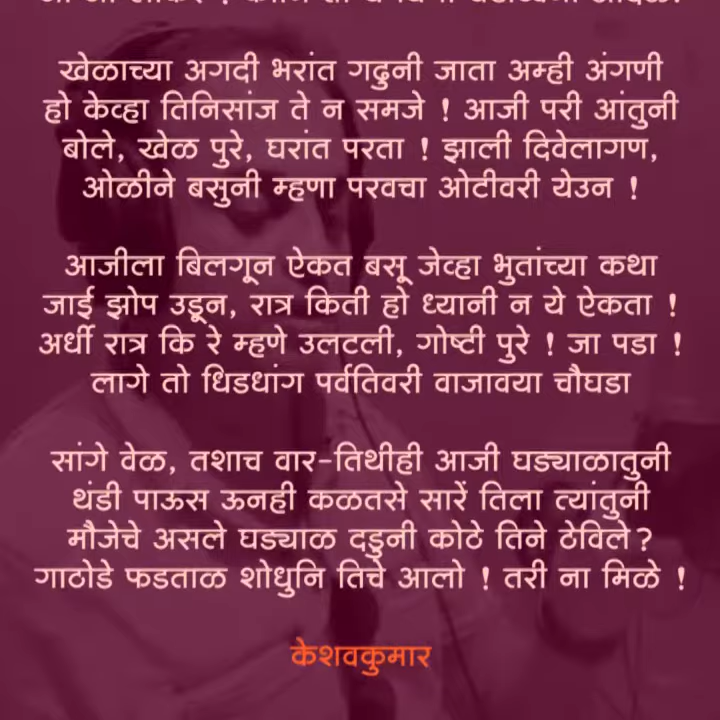 खेळाच्या अगदी भरांत गढुनी जाता अम्ही अंगणी
हो केव्हा तिनिसांज ते न समजे ! आजी परी आंतुनी
बोले, खेळ पुरे, घरांत परता ! झाली दिवेलागण,
ओळीने बसुनी म्हणा परवचा ओटीवरी येउन !
आजीला बिलगून ऐकत बसू जेव्हा भुतांच्या कथा
जाई झोप उडून, रात्र किती हो ध्यानी न ये ऐकता !
अर्धी रात्र कि रे म्हणे उलटली, गोष्टी पुरे ! जा पडा !
लागे तो धिडधांग पर्वतिवरी वाजावया चौघडा
सांगे वेळ, तशाच वार-तिथीही आजी घड्याळातुनी
थंडी पाऊस ऊनही कळतसे सारें तिला त्यांतुनी
मौजेचे असले घड्याळ दडुनी कोठे तिने ठेविले?
गाठोडे फडताळ शोधुनि तिचे आलो ! तरी ना मिळे !
केशवकुमार